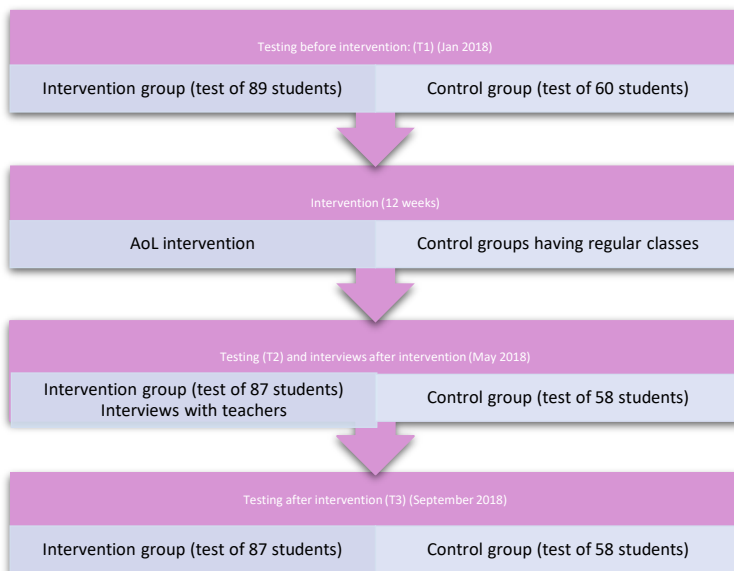 Testing before intervention: (T1) (Jan 2018)
Intervention group (test of 89 students)
Control group (test of 60 students)
Intervention (12 weeks)
AoL intervention
Control groups having regular classes
Testing (T2) and interviews after intervention (May 2018)
Intervention group (test of 87 students)
Interviews with teachers
Control group (test of 58 students)
Testing after intervention (T3) (September 2018)
Intervention group (test of 87 students)
Control group (test of 58 students)